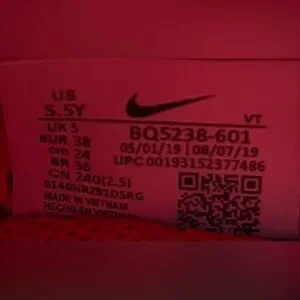 US
5.5Y
VT
UK 5
EUR 38
cm 24
BR 36
CN 240(2.5)
BQ5238-601
05/01/19 | 08/07/19
UPC 00193152377486
MADE IN VIETNAM
HECHO EN VIETNAM